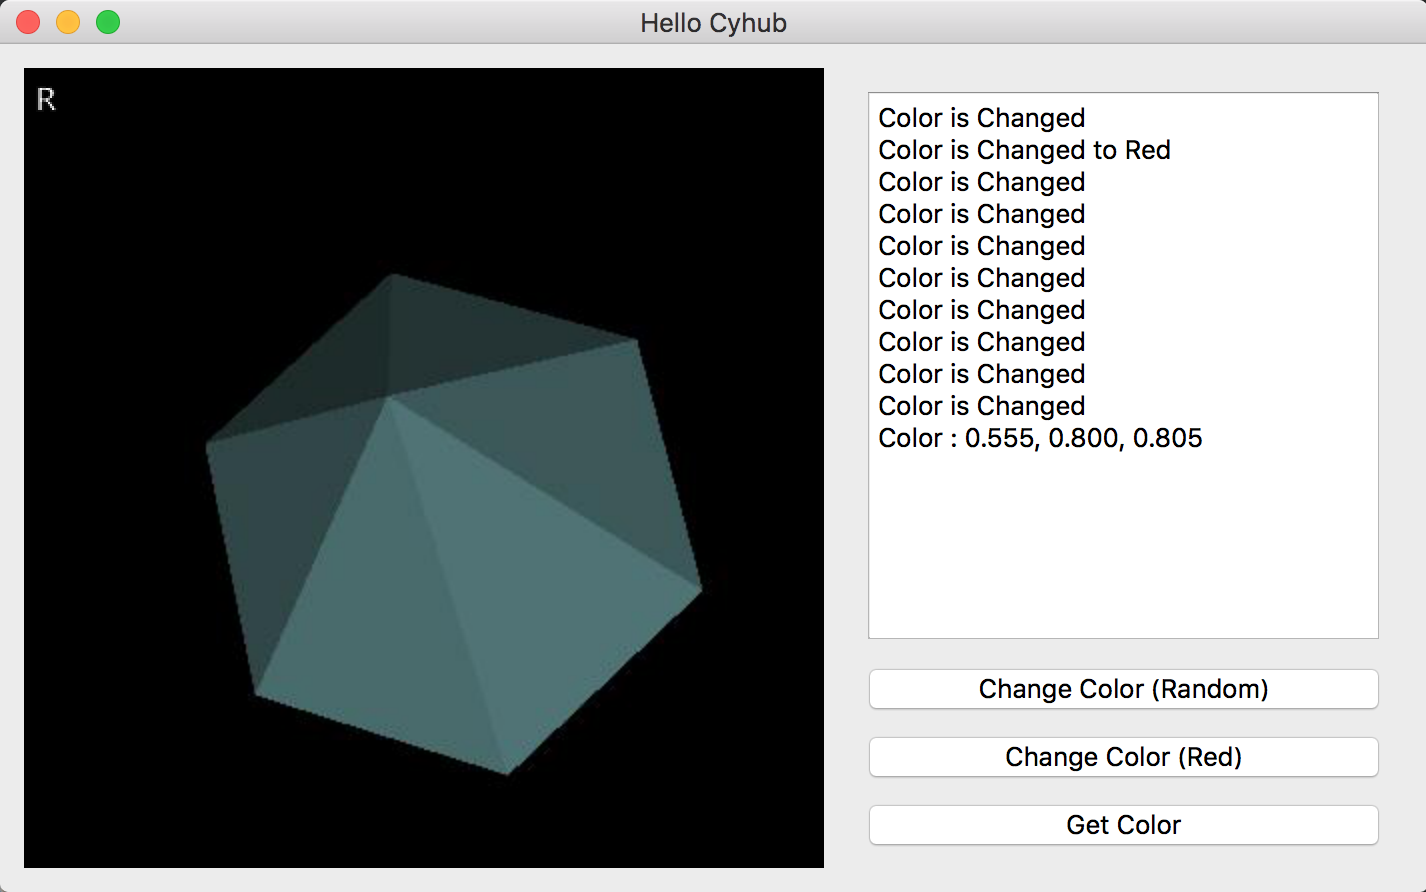 Hello Cyhub
R
Color is Changed
Color is Changed to Red
Color is Changed
Color is Changed
Color is Changed
Color is Changed
Color is Changed
Color is Changed
Color is Changed
Color is Changed
Color : 0.555, 0.800, 0.805
Change Color (Random)
Change Color (Red)
Get Color